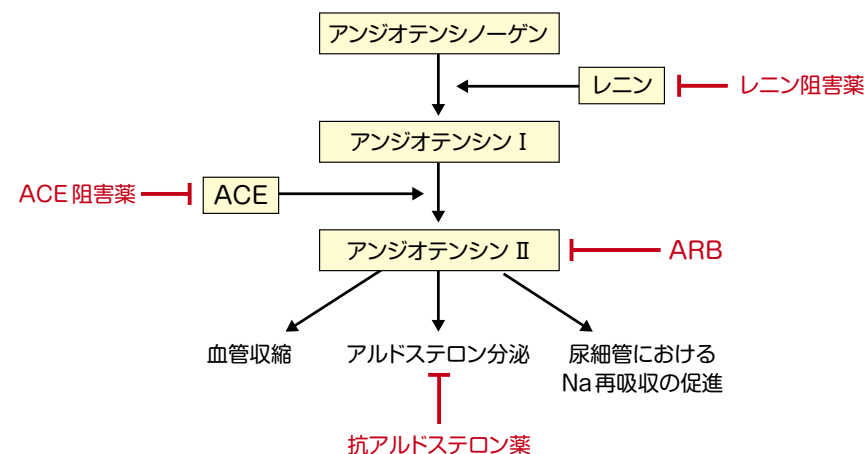 アンジオテンシノーゲン
レニン
レニン阻害薬
アンジオテンシンⅠ
ACE阻害薬
ACE
アンジオテンシンⅡ
ARB
血管収縮
アルドステロン分泌
尿細管における
Na再吸収の促進
抗アルドステロン薬